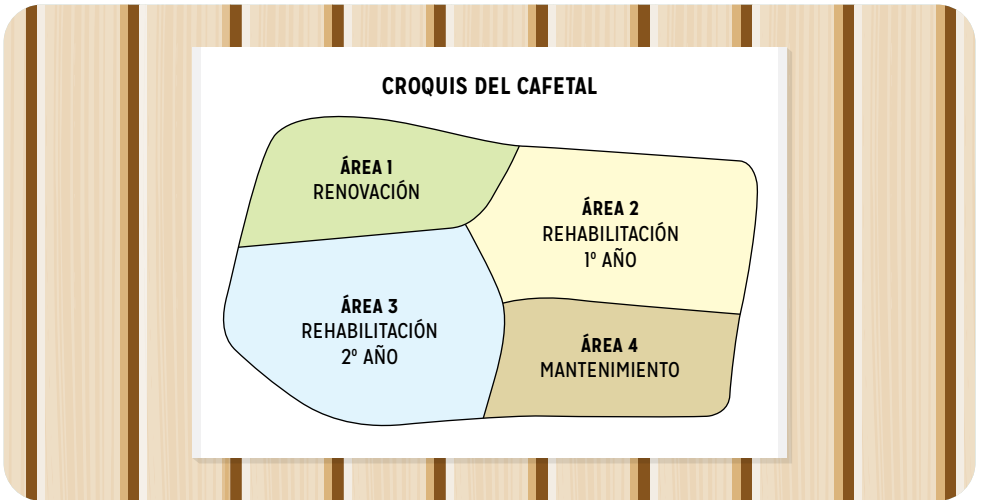 CROQUIS DEL CAFETAL
ÁREA 1
RENOVACIÓN
ÁREA 2
REHABILITACIÓN
1º AÑO
ÁREA 3
REHABILITACIÓN
2º AÑO
ÁREA 4
MANTENIMIENTO